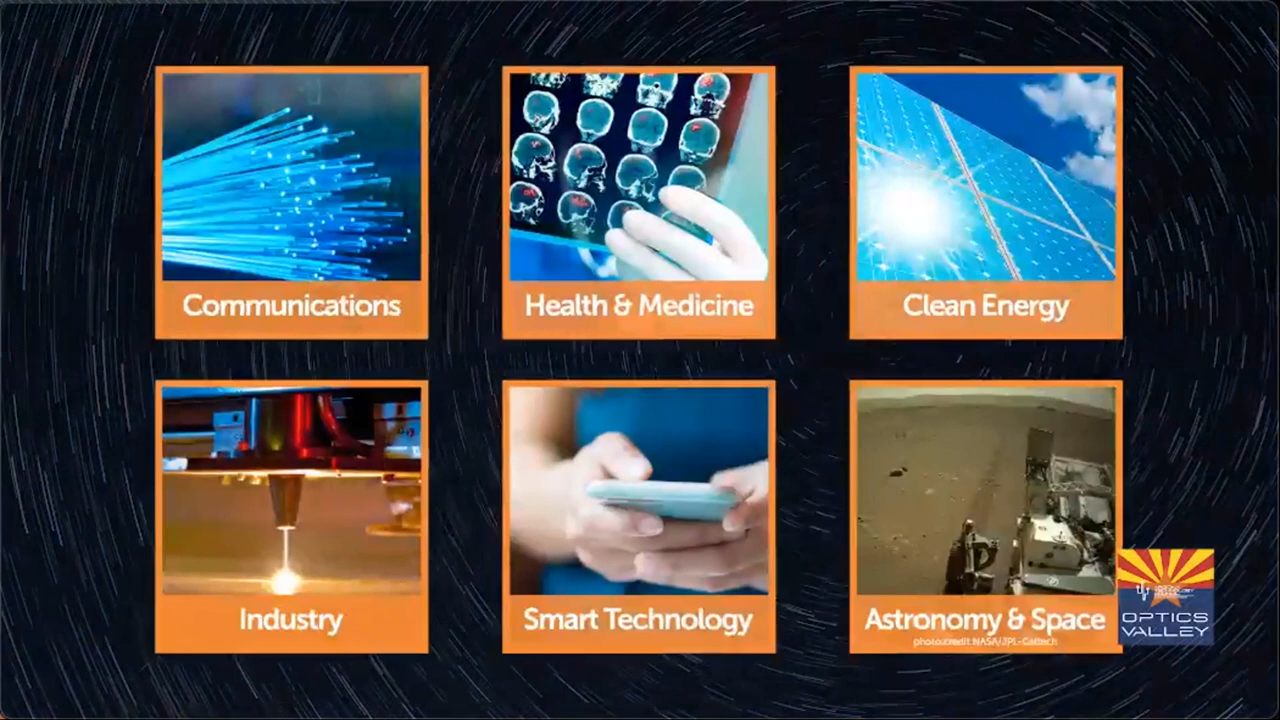 Communications
Health & Medicine
Clean Energy
Industry
Smart Technology
Astronomy & Space
photo credit NASA/JPL-Caltech
OPTICS
VALLEY